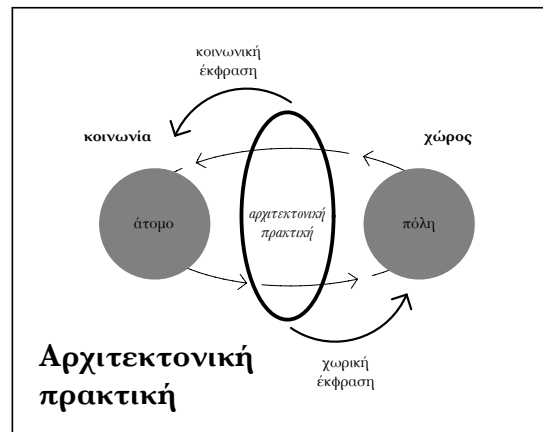 κοινωνική
έκφραση
κοινωνία
χώρος
άτομο
αρχιτεκτονική
πρακτική
πόλη
χωρική
έκφραση
Αρχιτεκτονική
πρακτική